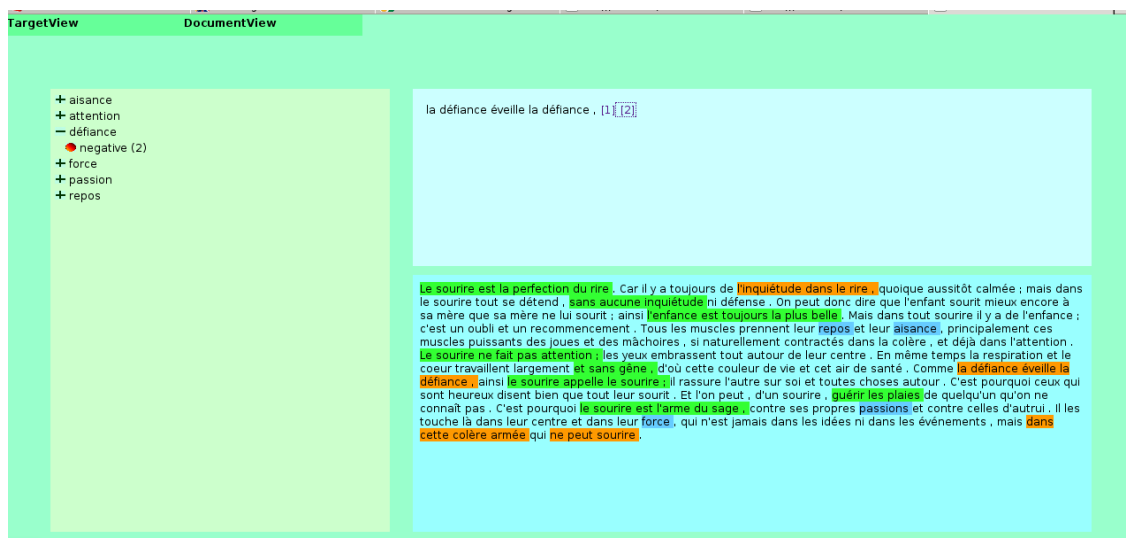 TargetView DocumentView
aisance
attention
défiance
negative (2)
force
passion
repos
la défiance éveille la défiance , [1] [2]
Le sourire est la perfection du rire . Car il y a toujours de l'inquiétude dans le rire , quoique aussitôt calmée ; mais dans
le sourire tout se détend , sans aucune inquiétude ni défense . On peut donc dire que l'enfant sourit mieux encore à
sa mère que sa mère ne lui sourit ; ainsi l'enfance est toujours la plus belle . Mais dans tout sourire il y a de l'enfance ;
c'est un oubli et un recommencement . Tous les muscles prennent leur repos et leur aisance , principalement ces
muscles puissants des joues et des mâchoires , si naturellement contractés dans la colère , et déjà dans l'attention .
Le sourire ne fait pas attention ; les yeux embrassent tout autour de leur centre . En même temps la respiration et le
coeur travaillent largement et sans gêne , d'où cette couleur de vie et cet air de santé . Comme la défiance éveille la
défiance , ainsi le sourire appelle le sourire ; il rassure l'autre sur soi et toutes choses autour . C'est pourquoi ceux qui
sont heureux disent bien que tout leur sourit . Et l'on peut , d'un sourire , guérir les plaies de quelqu'un qu'on ne
connaît pas . C'est pourquoi le sourire est l'arme du sage , contre ses propres passions et contre celles d'autrui . Il les
touche là dans leur centre et dans leur force , qui n'est jamais dans les idées ni dans les événements , mais dans
cette colère armée qui ne peut sourire .